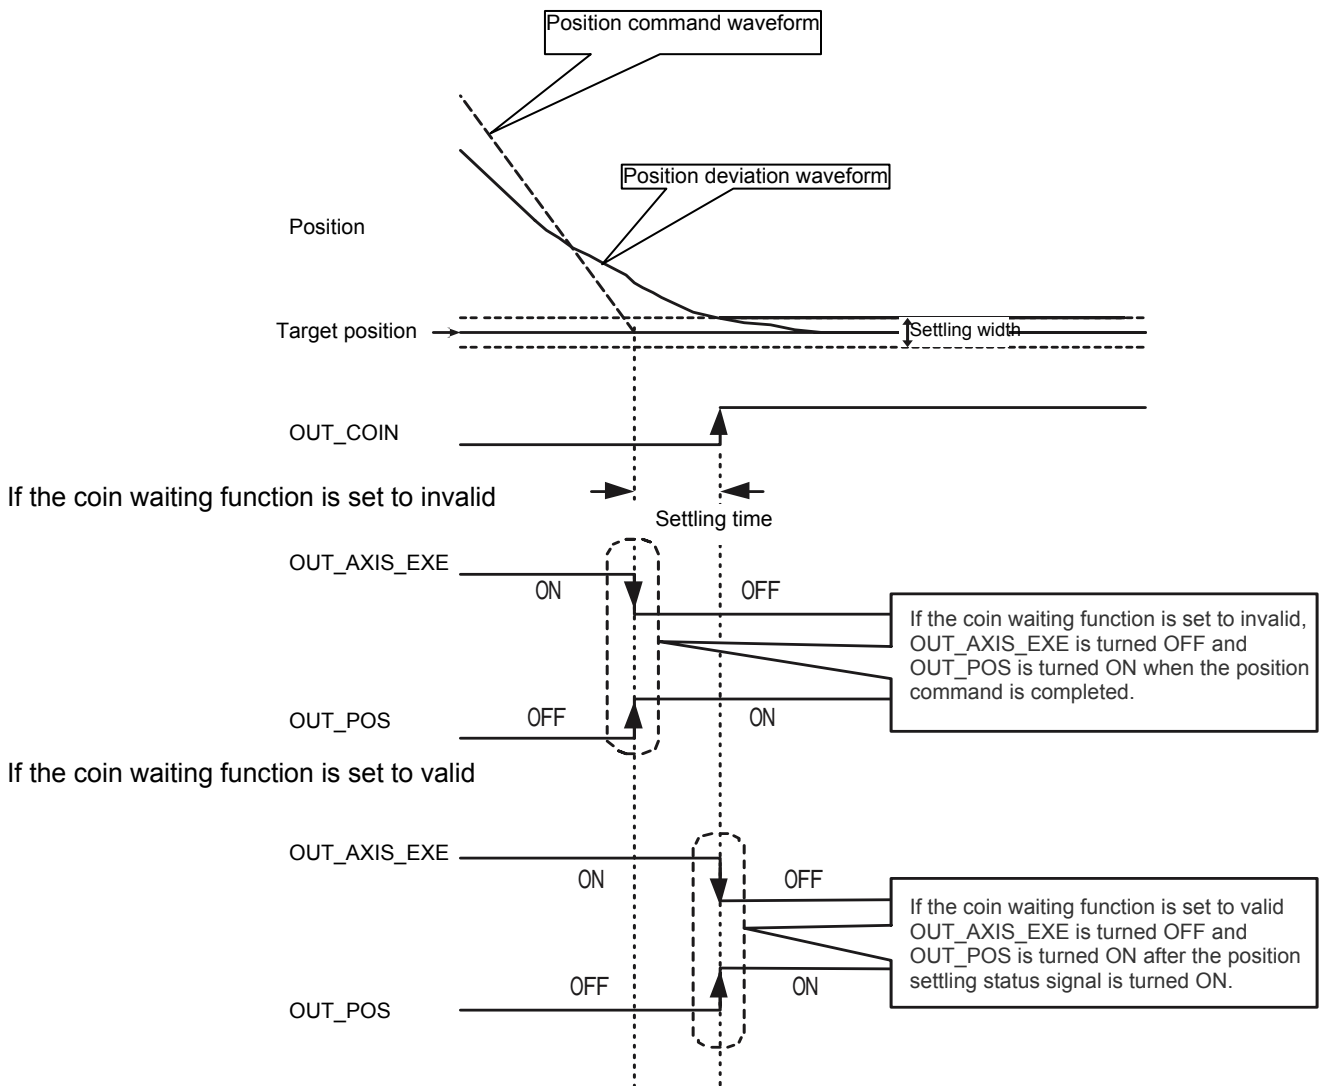 Position command waveform
Position deviation waveform
Position
Target position
Settling width
OUT_COIN
If the coin waiting function is set to invalid
Settling time
OUT_AXIS_EXE
ON
OFF
If the coin waiting function is set to invalid,
OUT_AXIS_EXE is turned OFF and
OUT_POS is turned ON when the position
command is completed.
OUT_POS
OFF
ON
If the coin waiting function is set to valid
OUT_AXIS_EXE
ON
OFF
If the coin waiting function is set to valid
OUT_AXIS_EXE is turned OFF and
OUT_POS is turned ON after the position
settling status signal is turned ON.
OUT_POS
OFF
ON